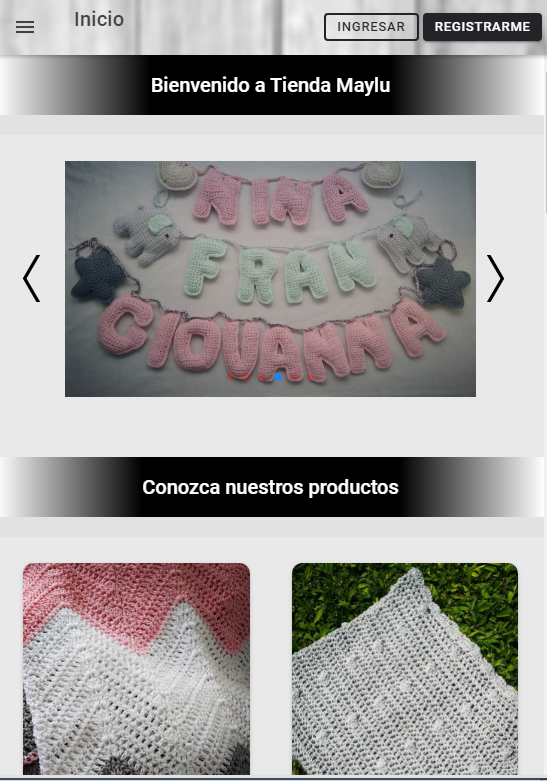 Inicio
INGRESAR
REGISTRARME
Bienvenido a Tienda Maylu
NINA
FRAN
GIOVANNA
Conozca nuestros productos